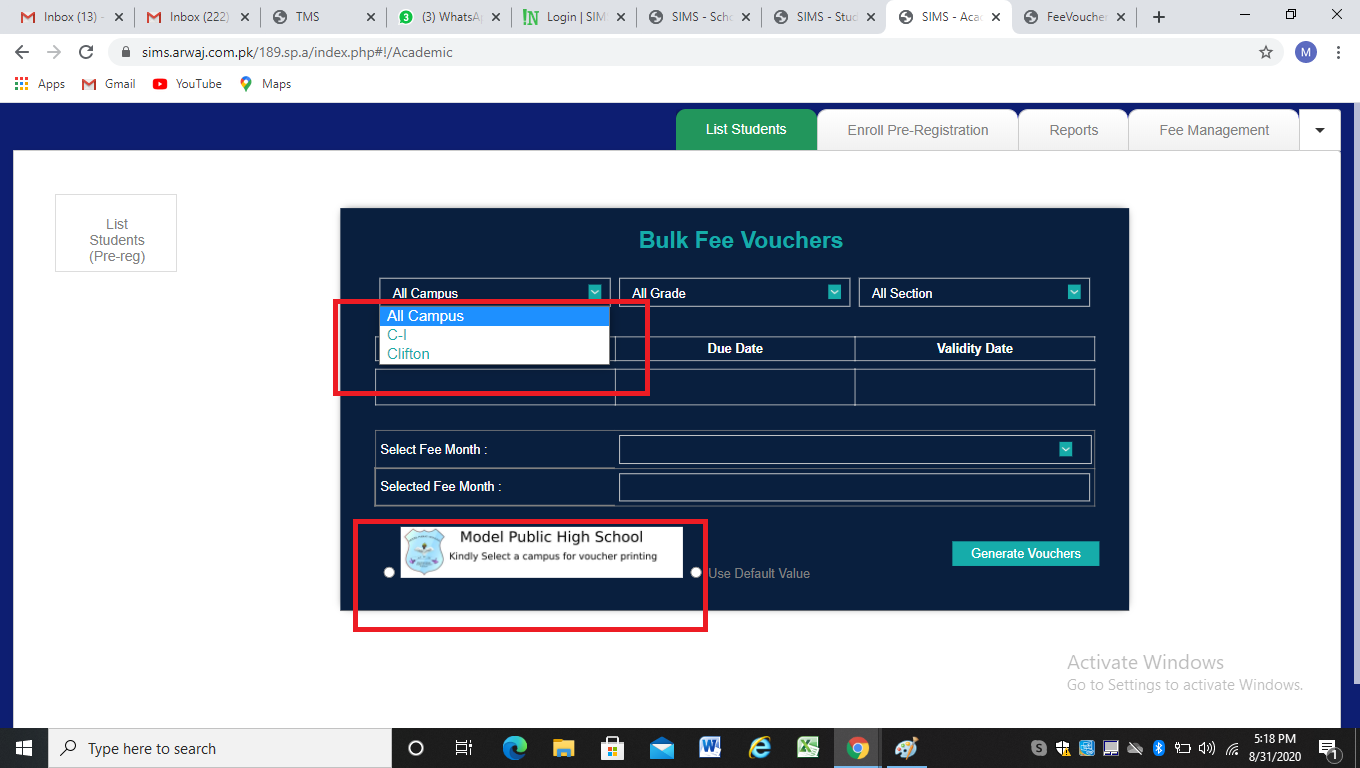 Inbox (13) -
Inbox (222)
TMS
3
(3) WhatsA
Login | SIM
SIMS - Scho
SIMS - Stud
SIMS - Aca
FeeVoucher
sims.arwaj.com.pk/189.sp.a/index.php#!/Academic
M
Apps
Gmail
YouTube
Maps
List Students
Enroll Pre-Registration
Reports
Fee Management
List
Students
(Pre-reg)
Bulk Fee Vouchers
All Campus
All Grade
All Section
All Campus
C-I
Clifton
Due Date
Validity Date
Select Fee Month :
Selected Fee Month :
Model Public High School
Kindly Select a campus for voucher printing
Use Default Value
Generate Vouchers
Activate Windows
Go to Settings to activate Windows.
Type here to search
5:18 PM
8/31/2020
1